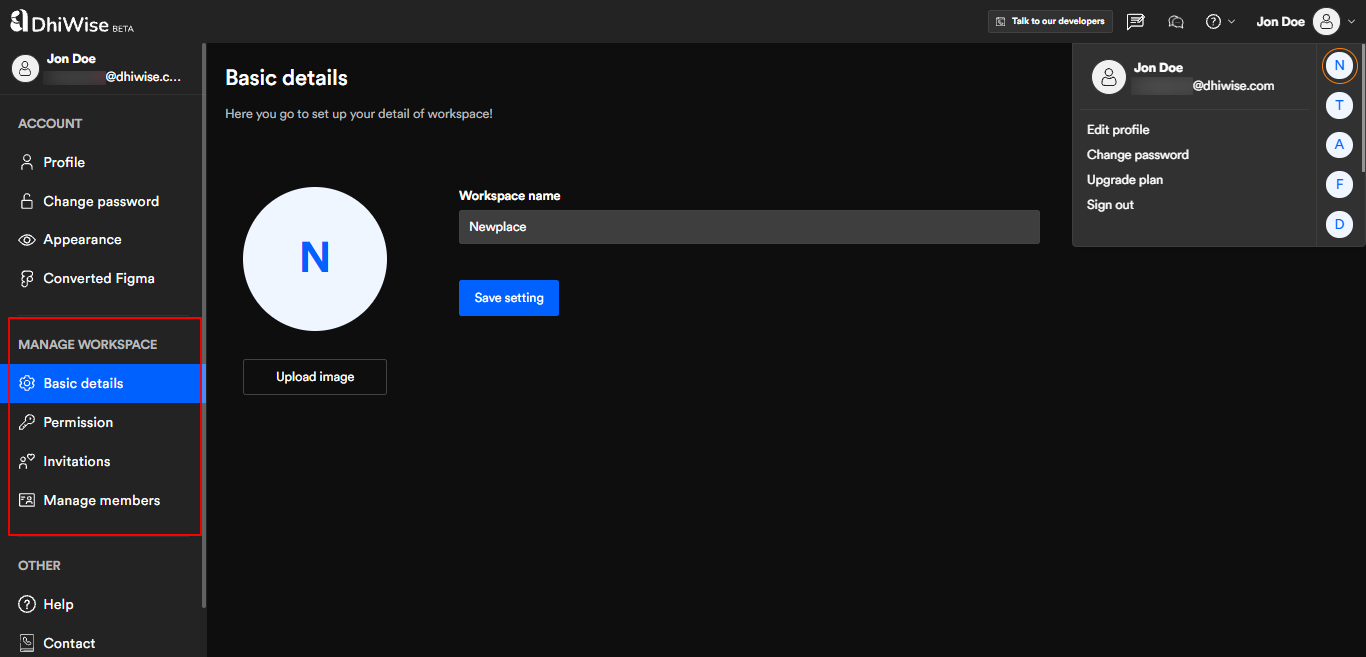 DhiWise BETA
Talk to our developers
Jon Doe
Jon Doe
@dhiwise.c...
ACCOUNT
Profile
Change password
Appearance
Converted Figma
MANAGE WORKSPACE
Basic details
Permission
Invitations
Manage members
OTHER
Help
Contact
Basic details
Here you go to set up your detail of workspace!
N
Upload image
Workspace name
Newplace
Save setting
Jon Doe
@dhiwise.com
Edit profile
Change password
Upgrade plan
Sign out
N
T
A
F
D